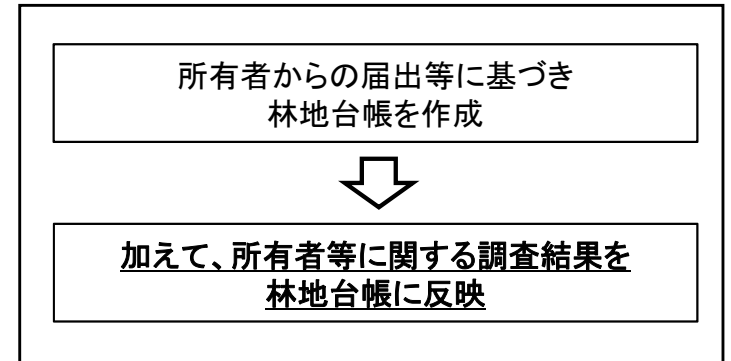 所有者からの届出等に基づき
林地台帳を作成
加えて、所有者等に関する調査結果を
林地台帳に反映